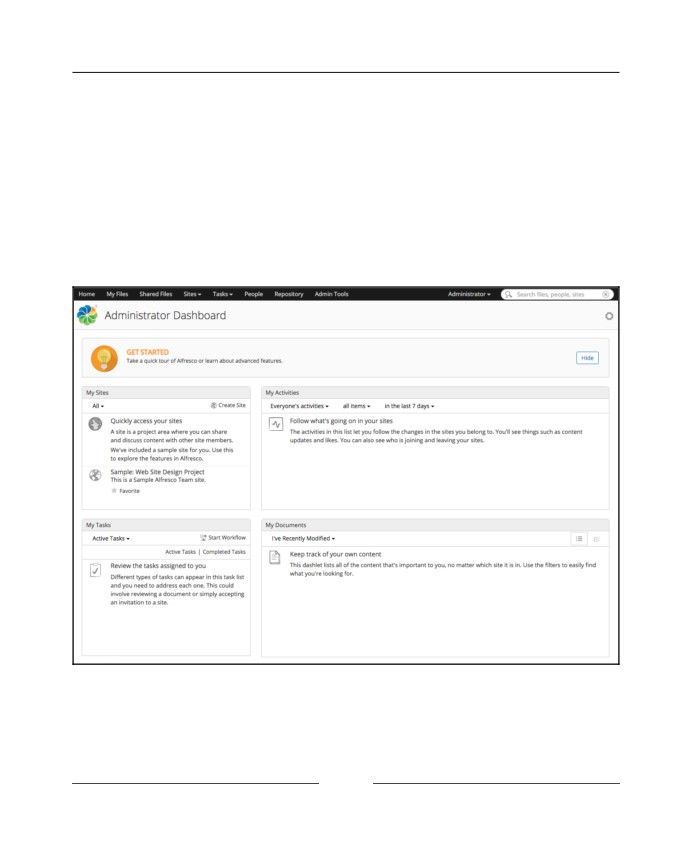 Home My Files Shared Files Sites Tasks People Repository Admin Tools Administrator Search files, people, sites
Administrator Dashboard
GET STARTED
Take a quick tour of Alfresco or learn about advanced features.
Hide
My Sites
All Create Site
Quickly access your sites
A site is a project area where you can share
and discuss content with other site members.
We've included a sample site for you. Use this
to explore the features in Alfresco.
Sample: Web Site Design Project
This is a Sample Alfresco Team site.
Favorite
My Activities
Everyone's activities all items in the last 7 days
Follow what's going on in your sites
The activities in this list let you follow the changes in the sites you belong to. You'll see things such as content
updates and likes. You can also see who is joining and leaving your sites.
My Tasks
Active Tasks Start Workflow
Active Tasks | Completed Tasks
Review the tasks assigned to you
Different types of tasks can appear in this task list
and you need to address each one. This could
involve reviewing a document or simply accepting
an invitation to a site.
My Documents
I've Recently Modified
Keep track of your own content
This dashlet lists all of the content that's important to you, no matter which site it is in. Use the filters to easily find
what you're looking for.